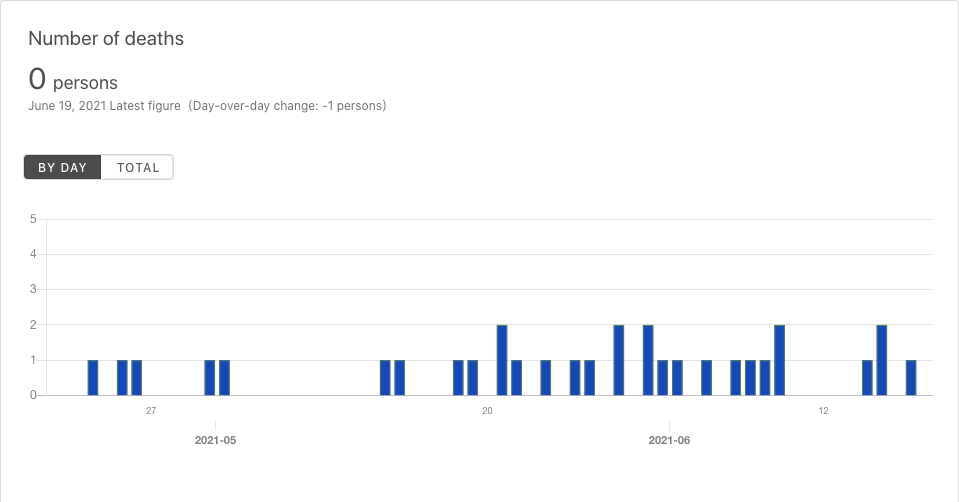 Number of deaths
0 persons
June 19, 2021 Latest figure (Day-over-day change: -1 persons)
BY DAY TOTAL
5
4
3
2
1
0
27 20 12
2021-05 2021-06